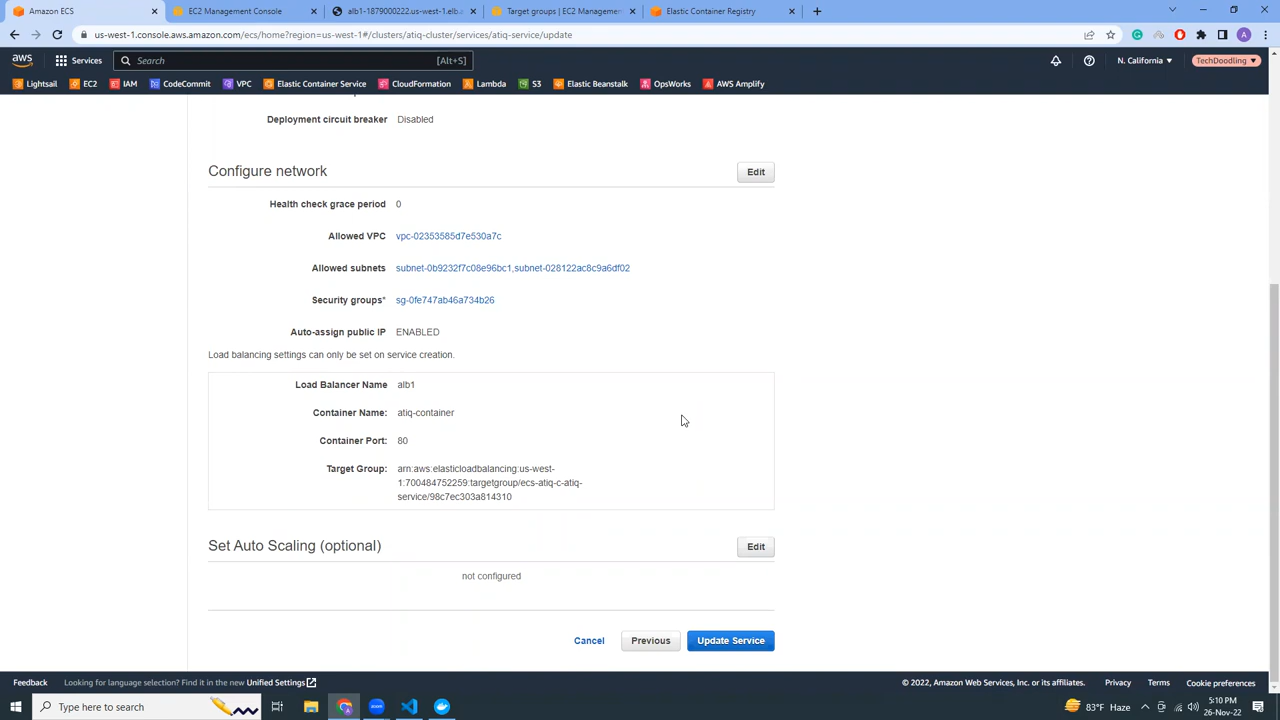 Amazon ECS
EC2 Management Console
alb1-1879000222.us-west-1.elb.a
Target groups | EC2 Management
Elastic Container Registry
us-west-1.console.aws.amazon.com/ecs/home?region=us-west-1#/clusters/atiq-cluster/services/atiq-service/update
A
aws
Services
Search
[Alt+S]
N. California
TechDoodling
Lightsail
EC2
IAM
CodeCommit
VPC
Elastic Container Service
CloudFormation
Lambda
S3
Elastic Beanstalk
OpsWorks
AWS Amplify
Deployment circuit breaker Disabled
Configure network
Edit
Health check grace period 0
Allowed VPC vpc-02353585d7e530a7c
Allowed subnets subnet-0b9232f7c08e96bc1,subnet-028122ac8c9a6df02
Security groups* sg-0fe747ab46a734b26
Auto-assign public IP ENABLED
Load balancing settings can only be set on service creation.
Load Balancer Name alb1
Container Name: atiq-container
Container Port: 80
Target Group: arn:aws:elasticloadbalancing:us-west-
1:700484752259:targetgroup/ecs-atiq-c-atiq-
service/98c7ec303a814310
Set Auto Scaling (optional)
Edit
not configured
Cancel
Previous
Update Service
Feedback
Looking for language selection? Find it in the new Unified Settings
© 2022, Amazon Web Services, Inc. or its affiliates.
Privacy
Terms
Cookie preferences
Type here to search
83°F Haze
5:10 PM
26-Nov-22